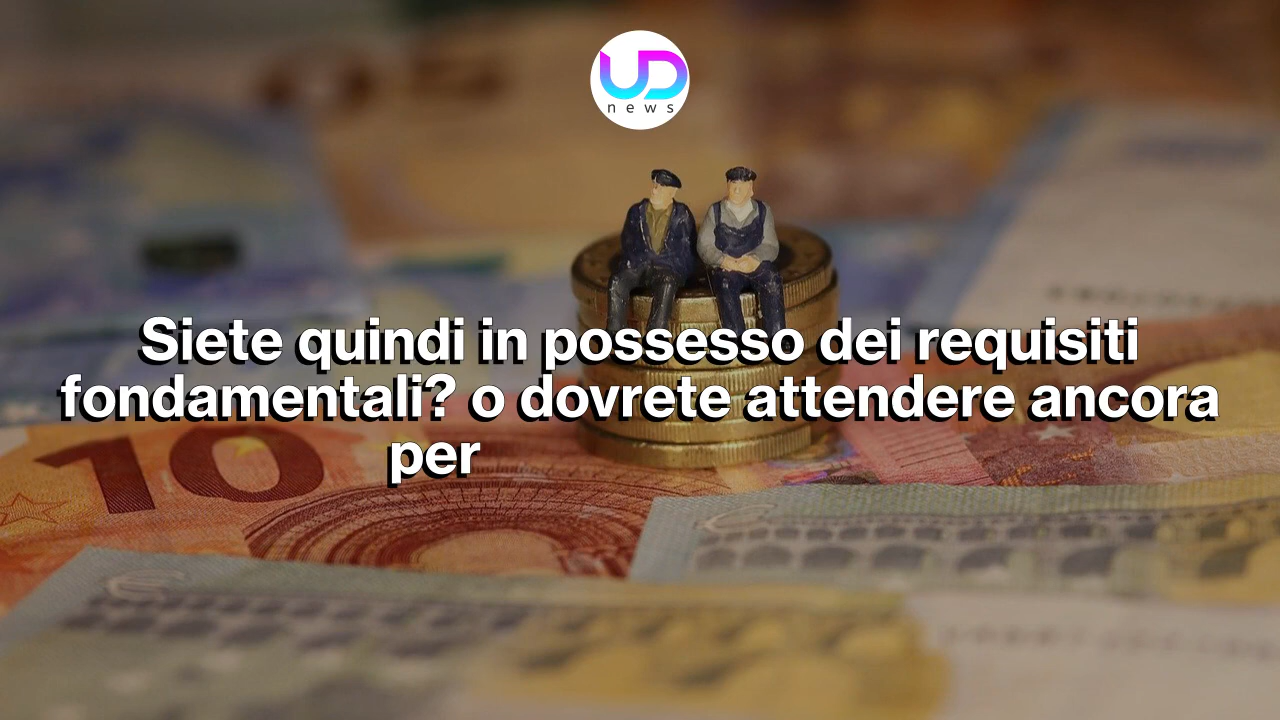 UD
news
Siete quindi in possesso dei requisiti
fondamentali? o dovrete attendere ancora
per
10